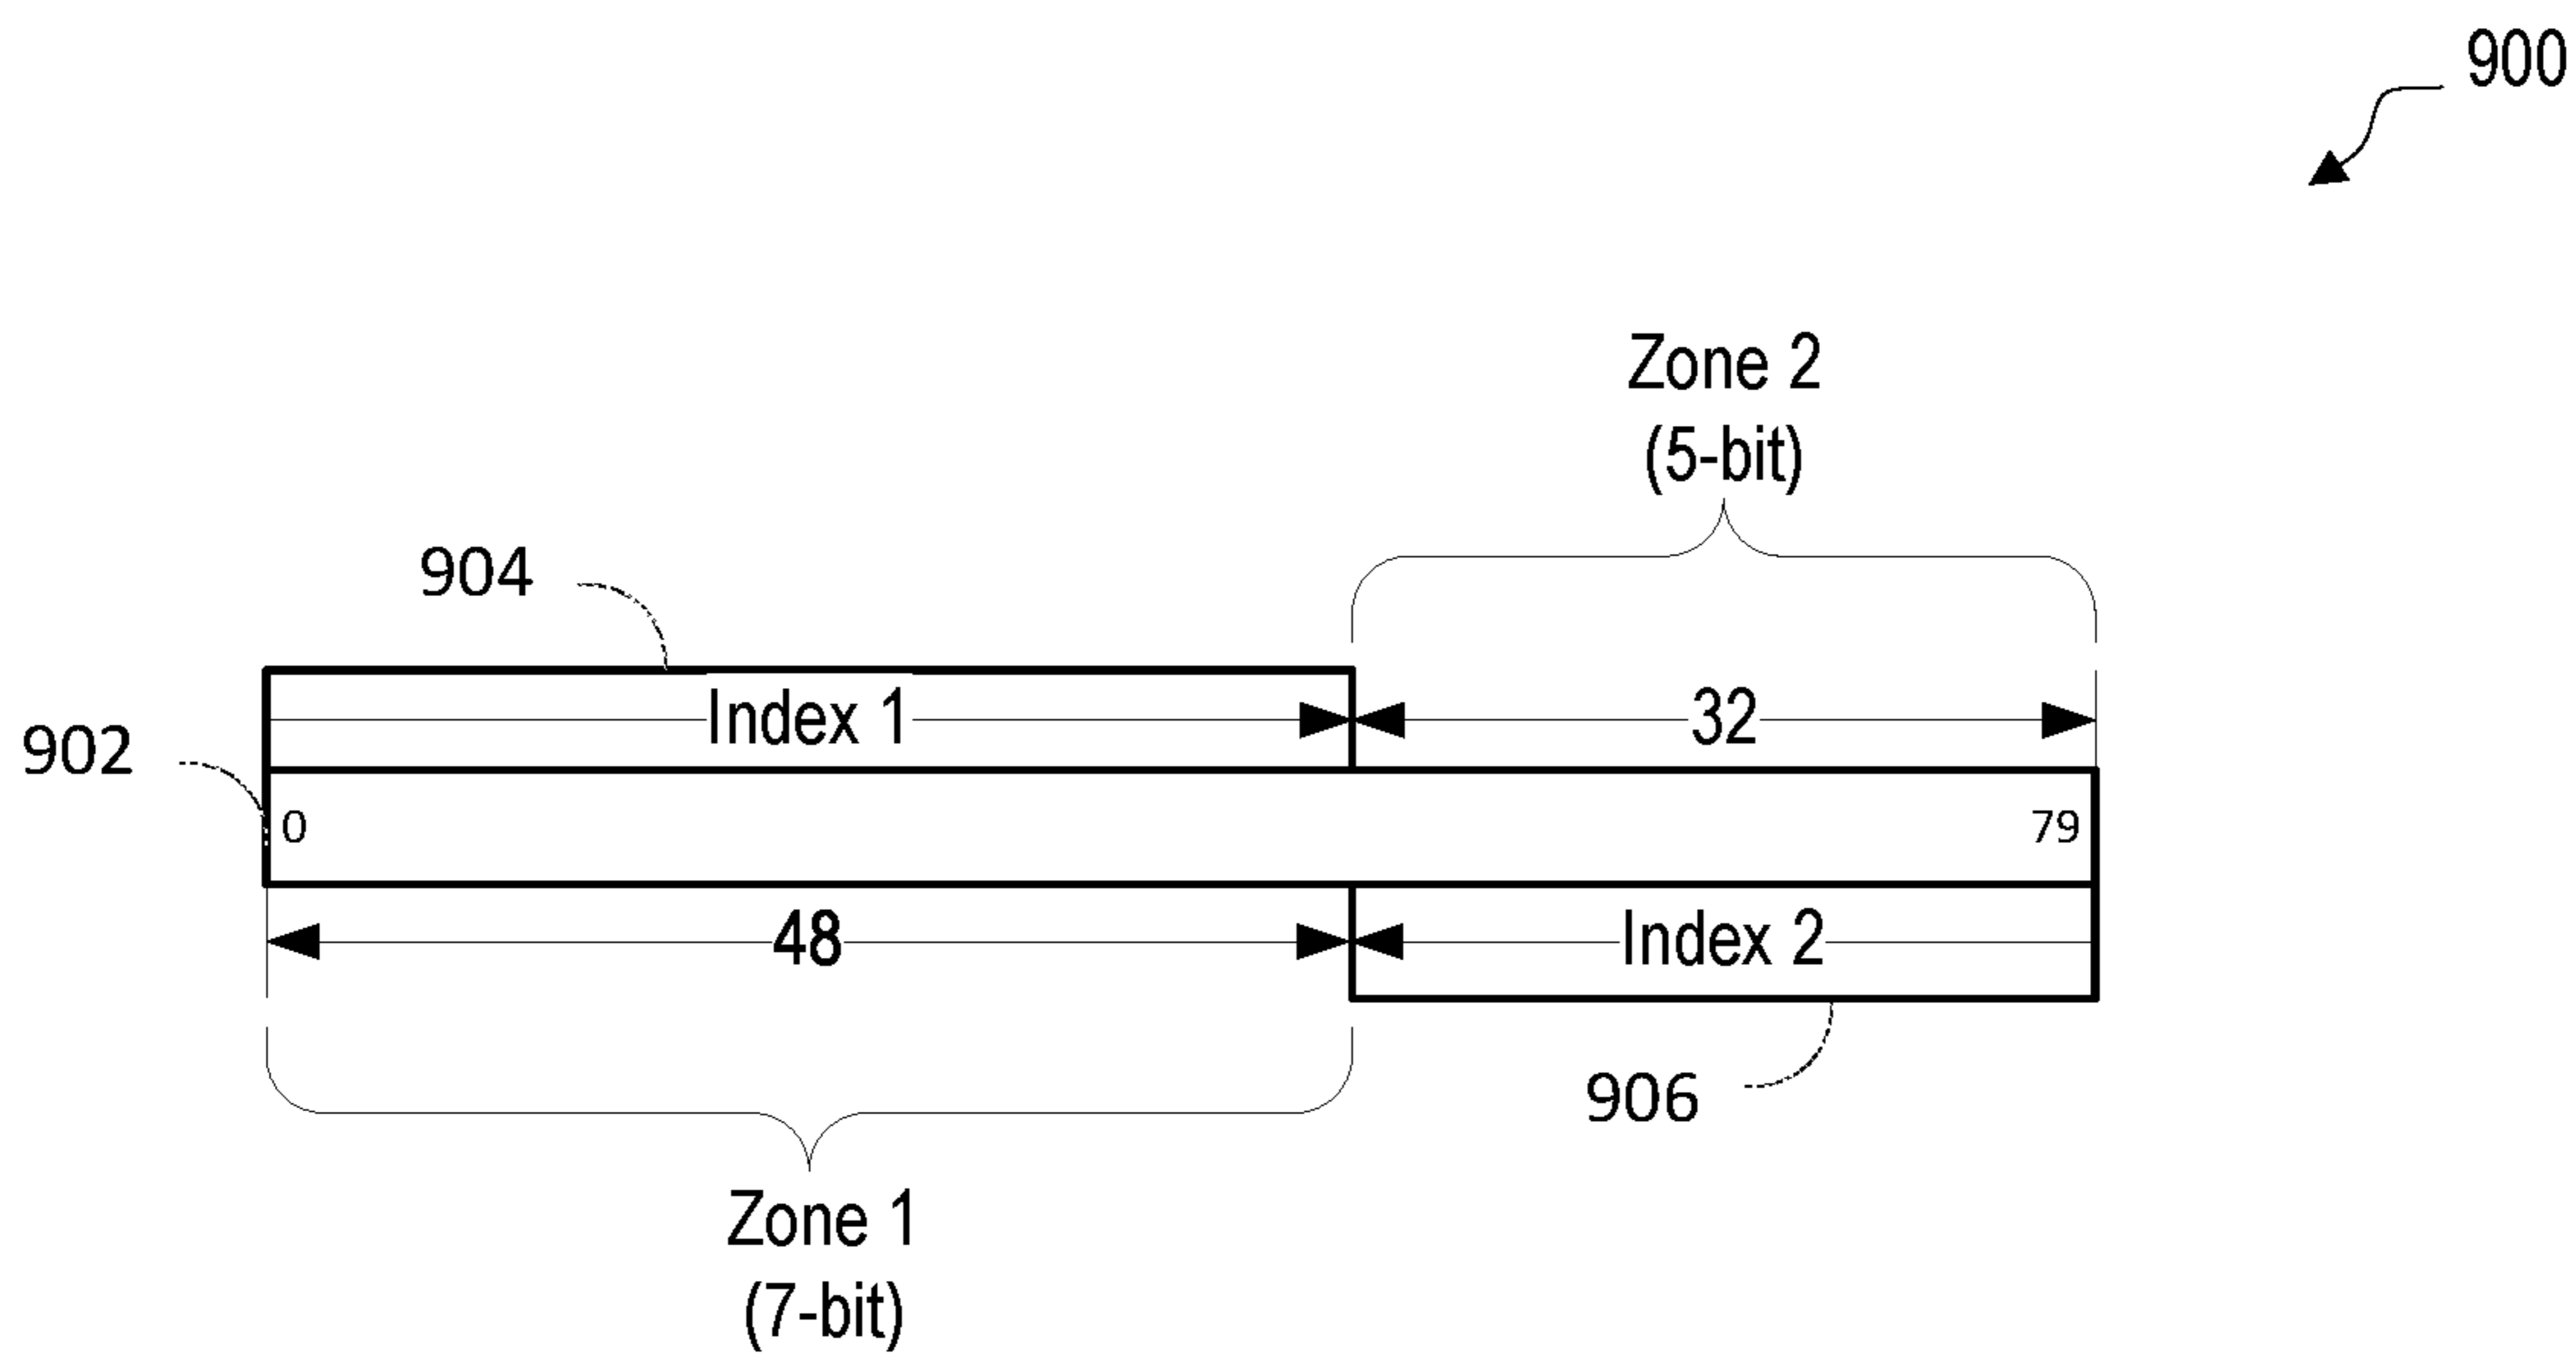 900
Zone 2
(5-bit)
904
Index 1
32
902
0
79
48
Index 2
906
Zone 1
(7-bit)